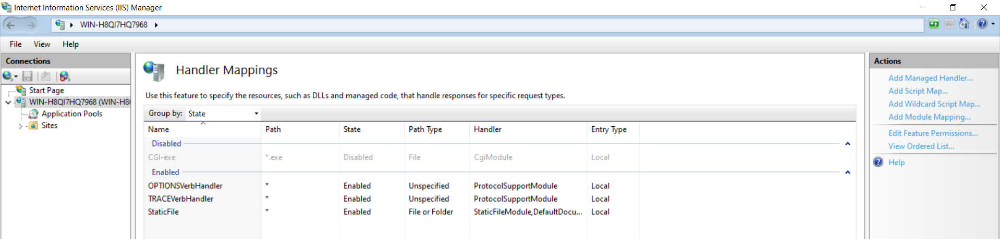 Internet Information Services (IIS) Manager
WIN-H8QI7HQ7968
File View Help
Connections
Start Page
WIN-H8QI7HQ7968 (WIN-H8
Application Pools
Sites
Handler Mappings
Use this feature to specify the resources, such as DLLs and managed code, that handle responses for specific request types.
Group by: State
Name Path State Path Type Handler Entry Type
Disabled
CGI-exe *.exe Disabled File CgiModule Local
Enabled
OPTIONSVerbHandler * Enabled Unspecified ProtocolSupportModule Local
TRACEVerbHandler * Enabled Unspecified ProtocolSupportModule Local
StaticFile * Enabled File or Folder StaticFileModule,DefaultDocu... Local
Actions
Add Managed Handler...
Add Script Map...
Add Wildcard Script Map...
Add Module Mapping...
Edit Feature Permissions...
View Ordered List...
Help